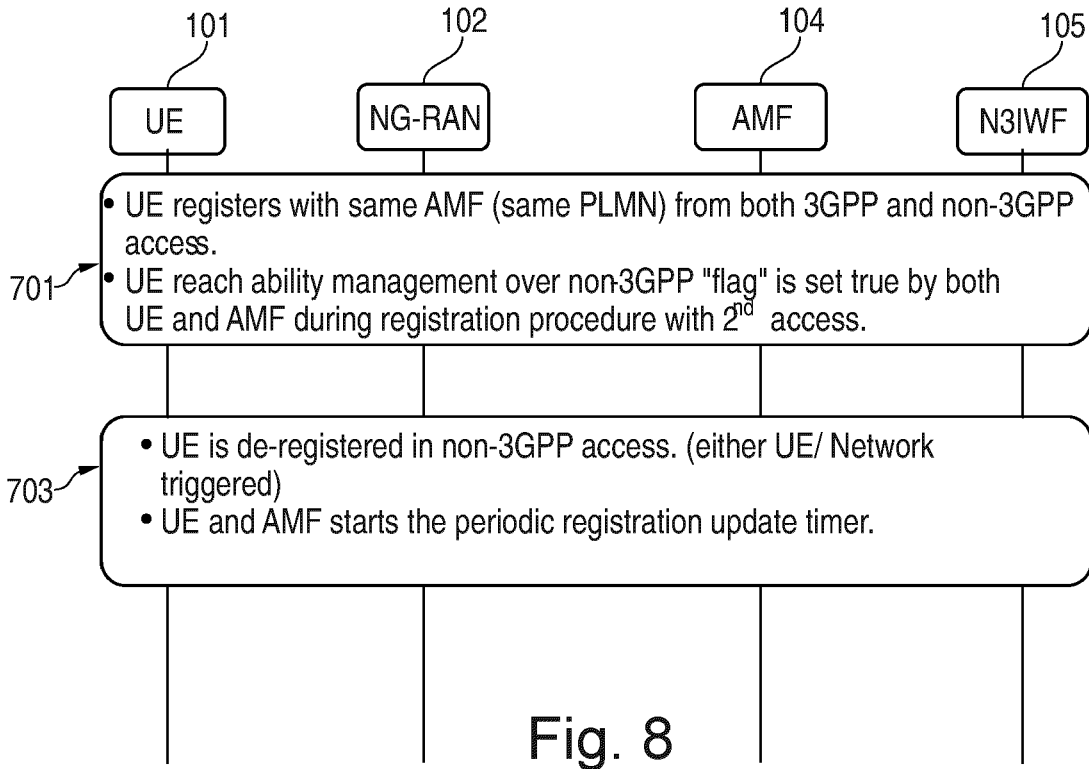 101
102
104
105
UE
NG-RAN
AMF
N3IWF
• UE registers with same AMF (same PLMN) from both 3GPP and non-3GPP
access.
701
• UE reach ability management over non-3GPP "flag" is set true by both
UE and AMF during registration procedure with 2nd access.
• UE is de-registered in non-3GPP access. (either UE/ Network
triggered)
703
• UE and AMF starts the periodic registration update timer.
Fig. 8